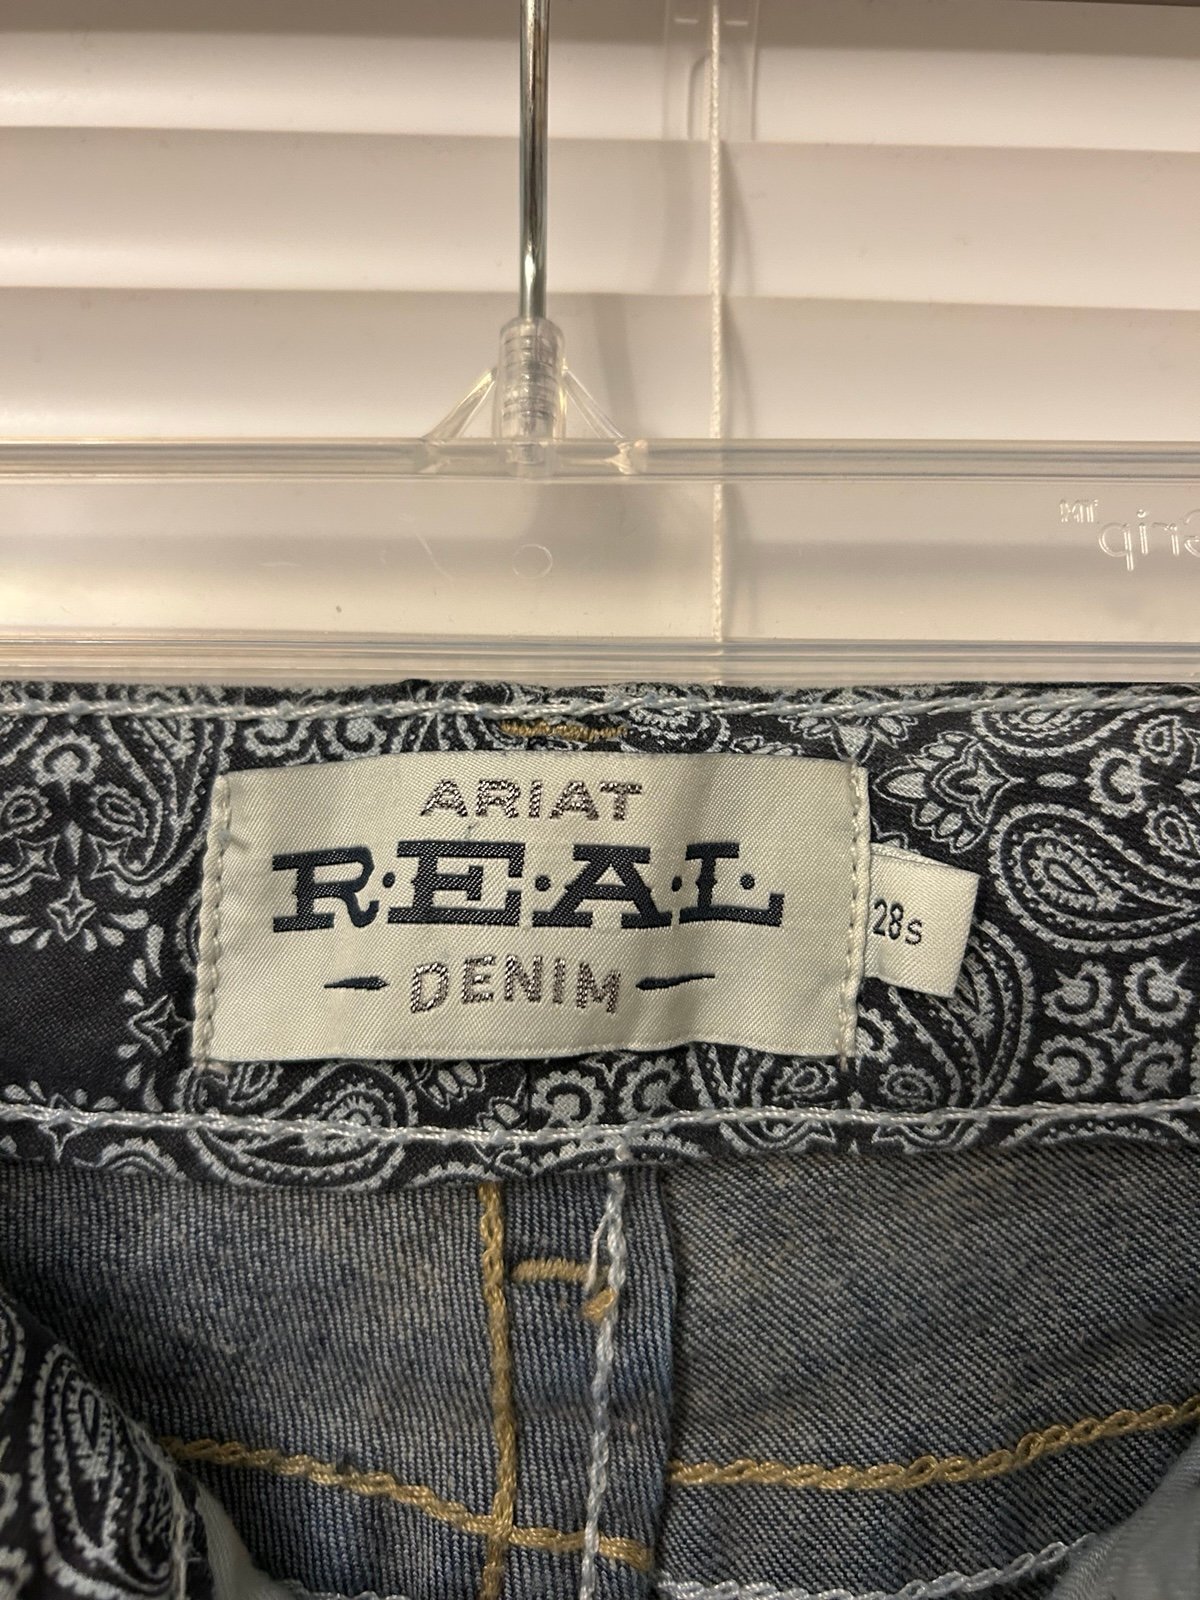 ARIAT
R·E·A·L·
DENIM
28S